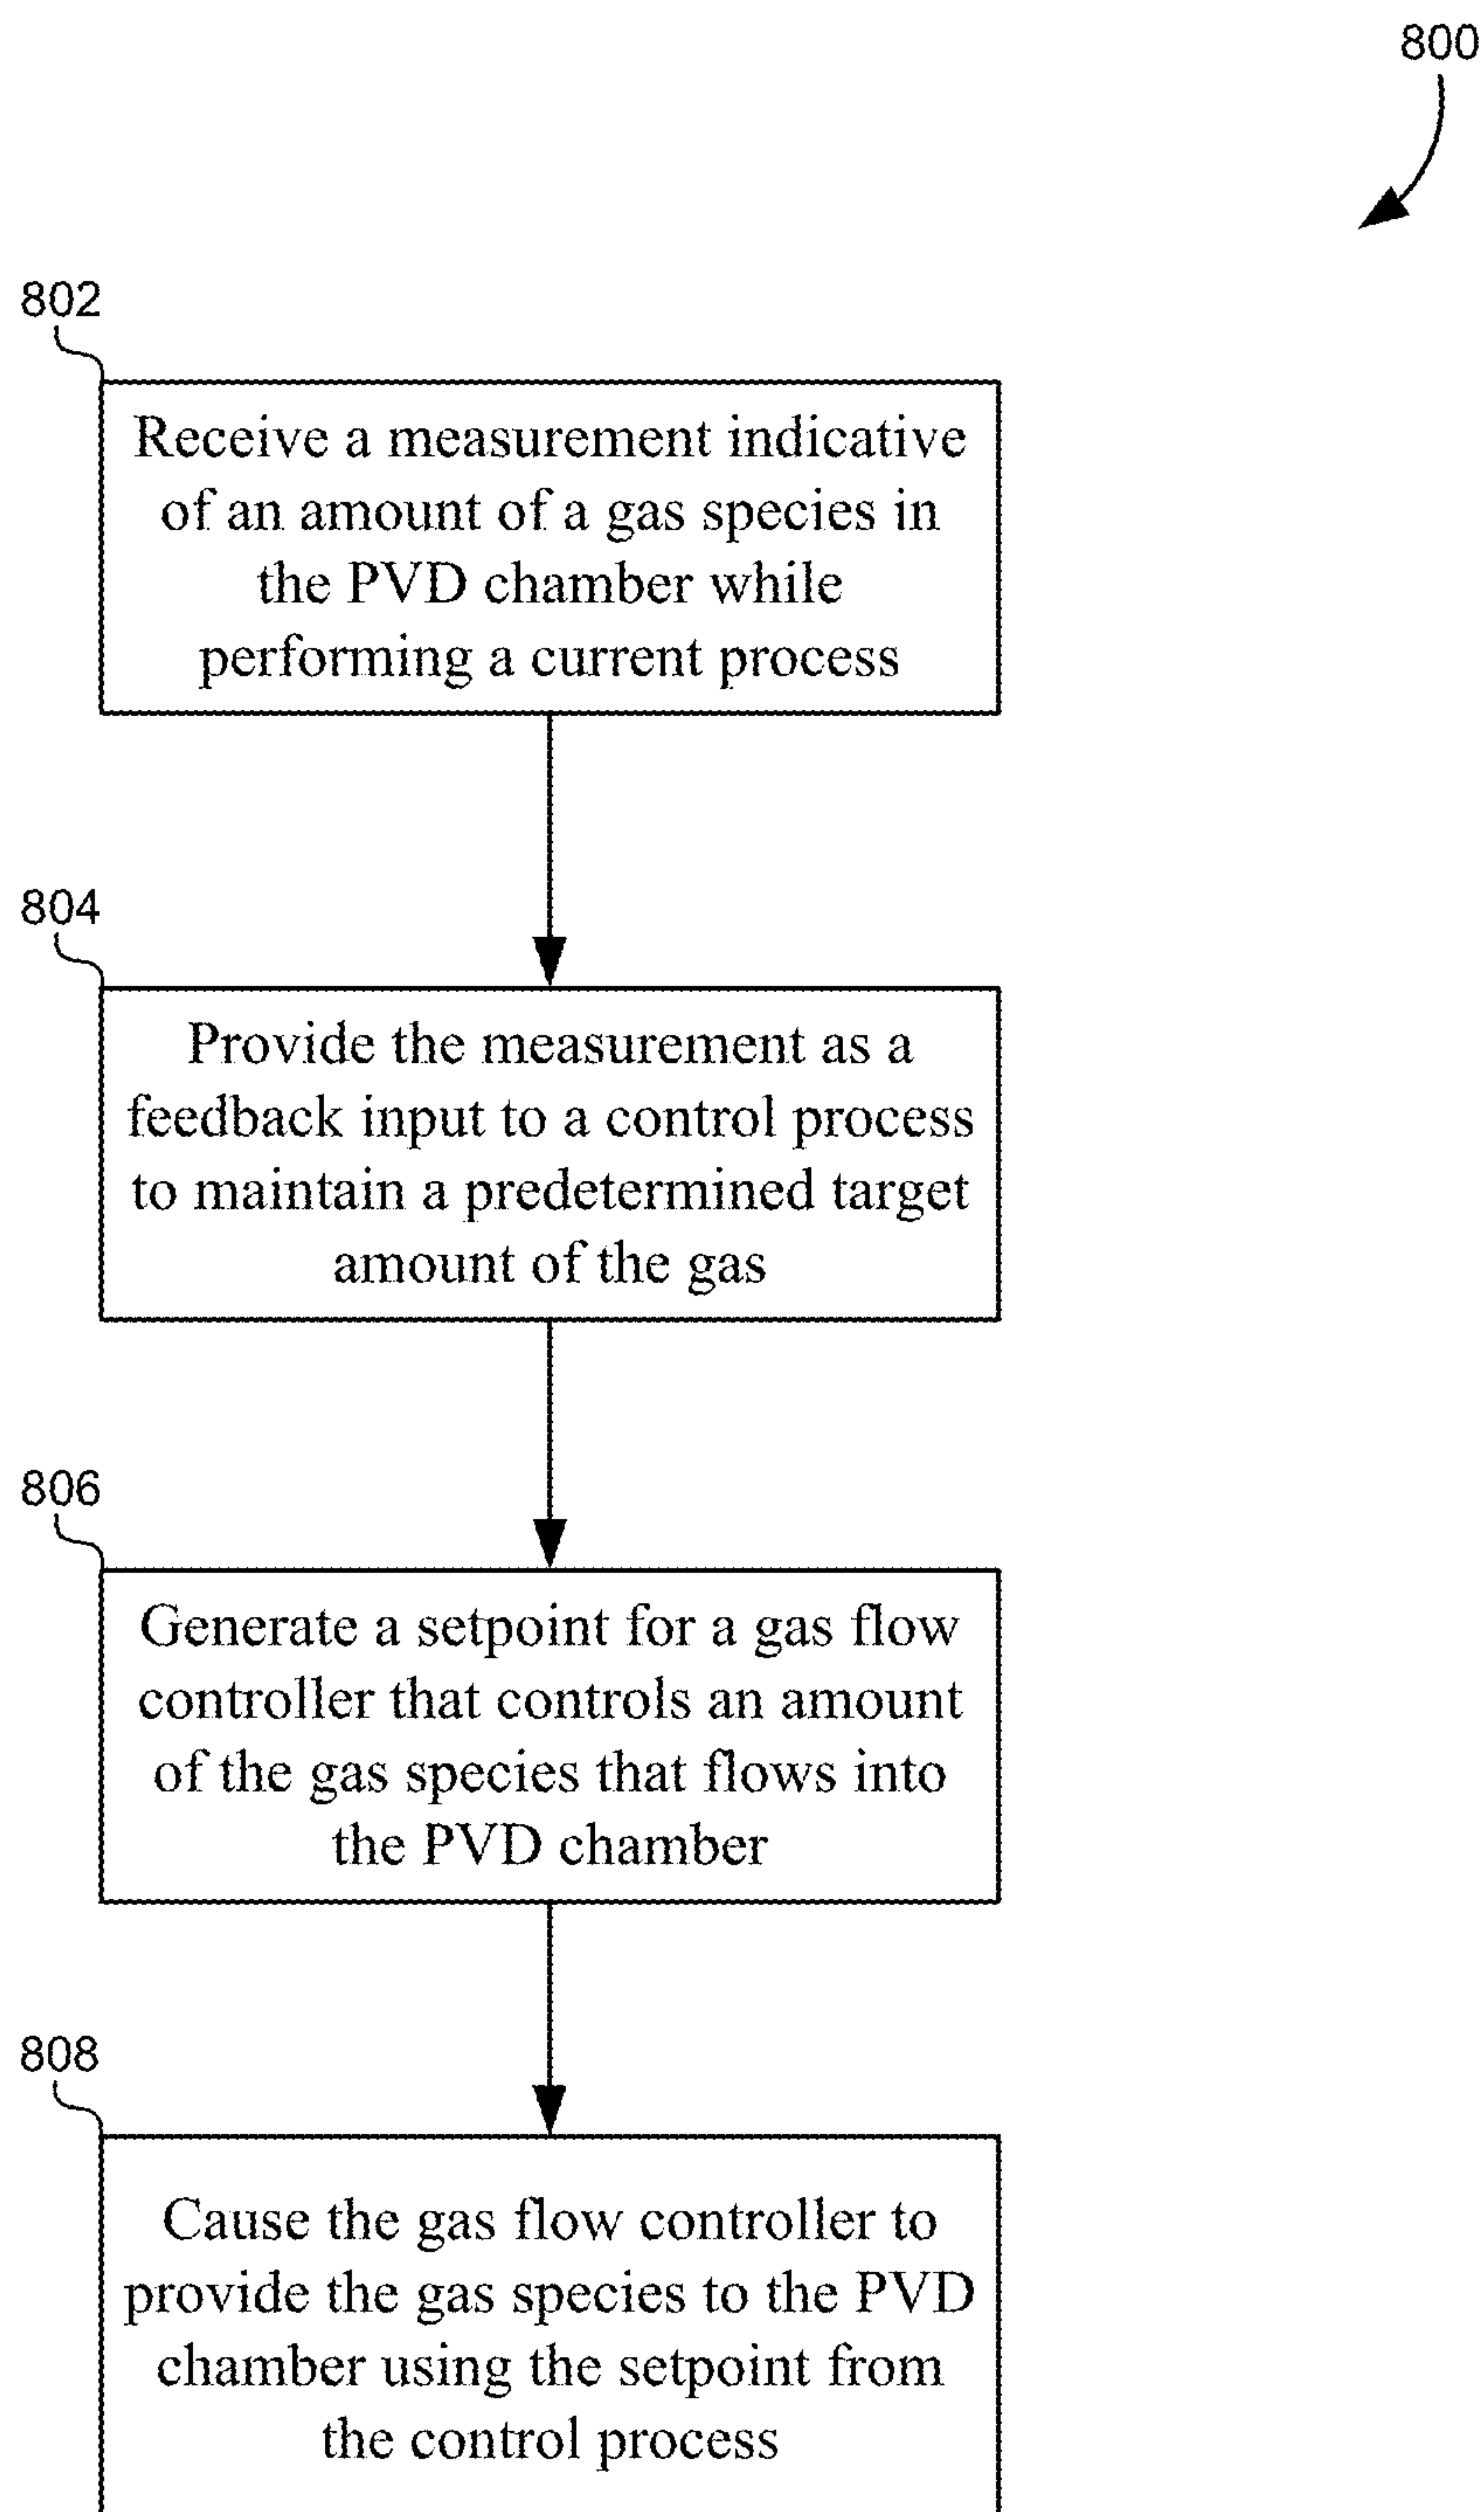 800
802
Receive a measurement indicative
of an amount of a gas species in
the PVD chamber while
performing a current process
804
Provide the measurement as a
feedback input to a control process
to maintain a predetermined target
amount of the gas
806
Generate a setpoint for a gas flow
controller that controls an amount
of the gas species that flows into
the PVD chamber
808
Cause the gas flow controller to
provide the gas species to the PVD
chamber using the setpoint from
the control process